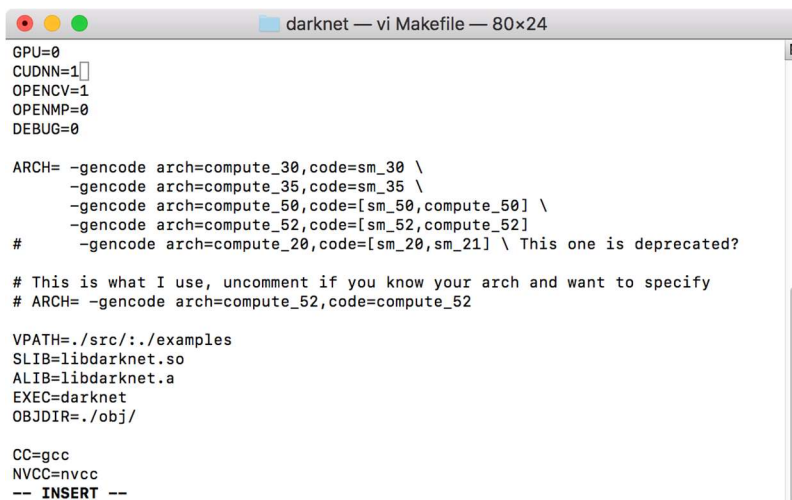 darknet — vi Makefile — 80×24
GPU=0
CUDNN=1
OPENCV=1
OPENMP=0
DEBUG=0
ARCH= -gencode arch=compute_30,code=sm_30 \
-gencode arch=compute_35,code=sm_35 \
-gencode arch=compute_50,code=[sm_50,compute_50] \
-gencode arch=compute_52,code=[sm_52,compute_52]
# -gencode arch=compute_20,code=[sm_20,sm_21] \ This one is deprecated?
# This is what I use, uncomment if you know your arch and want to specify
# ARCH= -gencode arch=compute_52,code=compute_52
VPATH=./src/:./examples
SLIB=libdarknet.so
ALIB=libdarknet.a
EXEC=darknet
OBJDIR=./obj/
CC=gcc
NVCC=nvcc
-- INSERT --